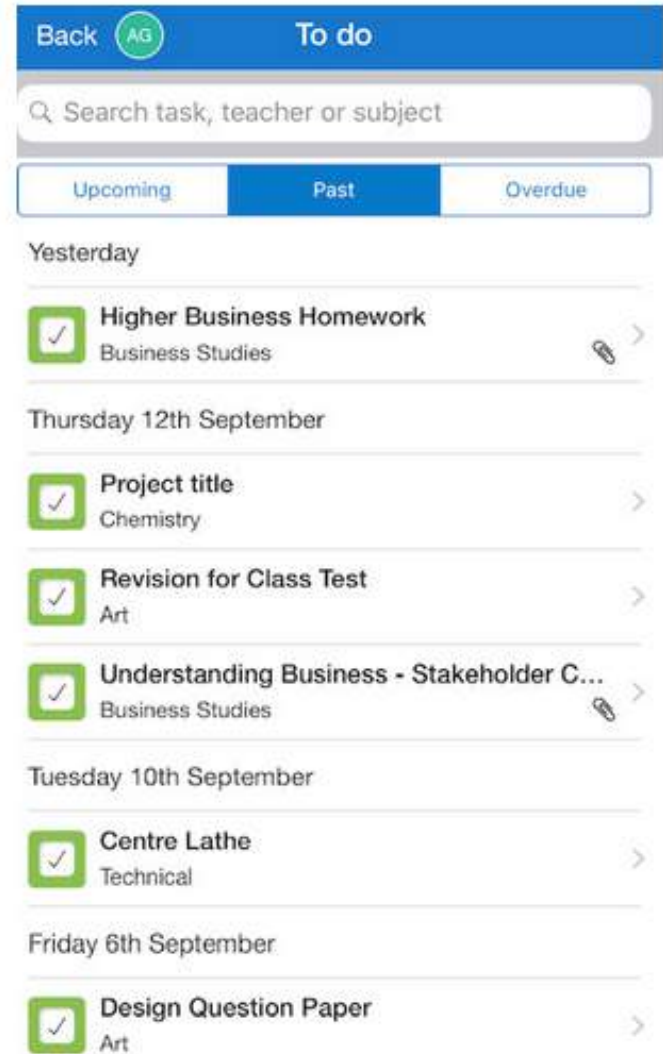 Back AG To do
Search task, teacher or subject
Upcoming Past Overdue
Yesterday
Higher Business Homework
Business Studies
Thursday 12th September
Project title
Chemistry
Revision for Class Test
Art
Understanding Business - Stakeholder C...
Business Studies
Tuesday 10th September
Centre Lathe
Technical
Friday 6th September
Design Question Paper
Art